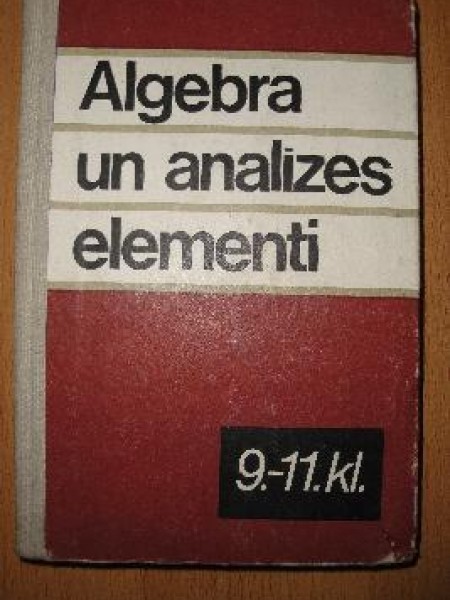 Algebra
un analizes
elementi
9.-11.kl.